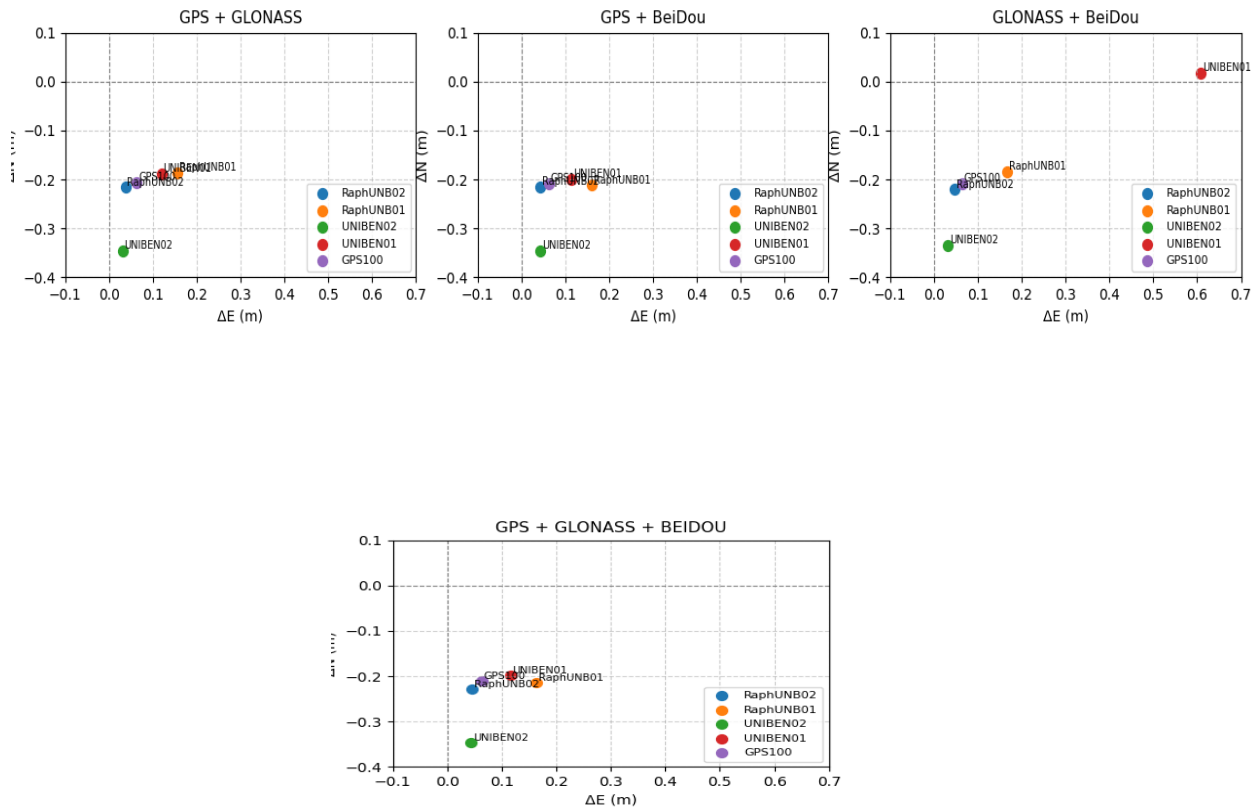 GPS + GLONASS
0.1
0.0
−0.1
−0.2
−0.3
−0.4
ΔN (m)
UNIBEN01
RaphUNB01
GPS100
RaphUNB02
UNIBEN02
RaphUNB02
RaphUNB01
UNIBEN02
UNIBEN01
GPS100
−0.1 0.0 0.1 0.2 0.3 0.4 0.5 0.6 0.7
ΔE (m)
GPS + BeiDou
0.1
0.0
−0.1
−0.2
−0.3
−0.4
ΔN (m)
UNIBEN01
GPS100
RaphUNB02
RaphUNB01
UNIBEN02
RaphUNB02
RaphUNB01
UNIBEN02
UNIBEN01
GPS100
−0.1 0.0 0.1 0.2 0.3 0.4 0.5 0.6 0.7
ΔE (m)
GLONASS + BeiDou
0.1
0.0
−0.1
−0.2
−0.3
−0.4
ΔN (m)
UNIBEN01
RaphUNB01
GPS100
RaphUNB02
UNIBEN02
RaphUNB02
RaphUNB01
UNIBEN02
UNIBEN01
GPS100
−0.1 0.0 0.1 0.2 0.3 0.4 0.5 0.6 0.7
ΔE (m)
GPS + GLONASS + BEIDOU
0.1
0.0
−0.1
−0.2
−0.3
−0.4
ΔN (m)
UNIBEN01
GPS100
RaphUNB01
RaphUNB02
UNIBEN02
RaphUNB02
RaphUNB01
UNIBEN02
UNIBEN01
GPS100
−0.1 0.0 0.1 0.2 0.3 0.4 0.5 0.6 0.7
ΔE (m)